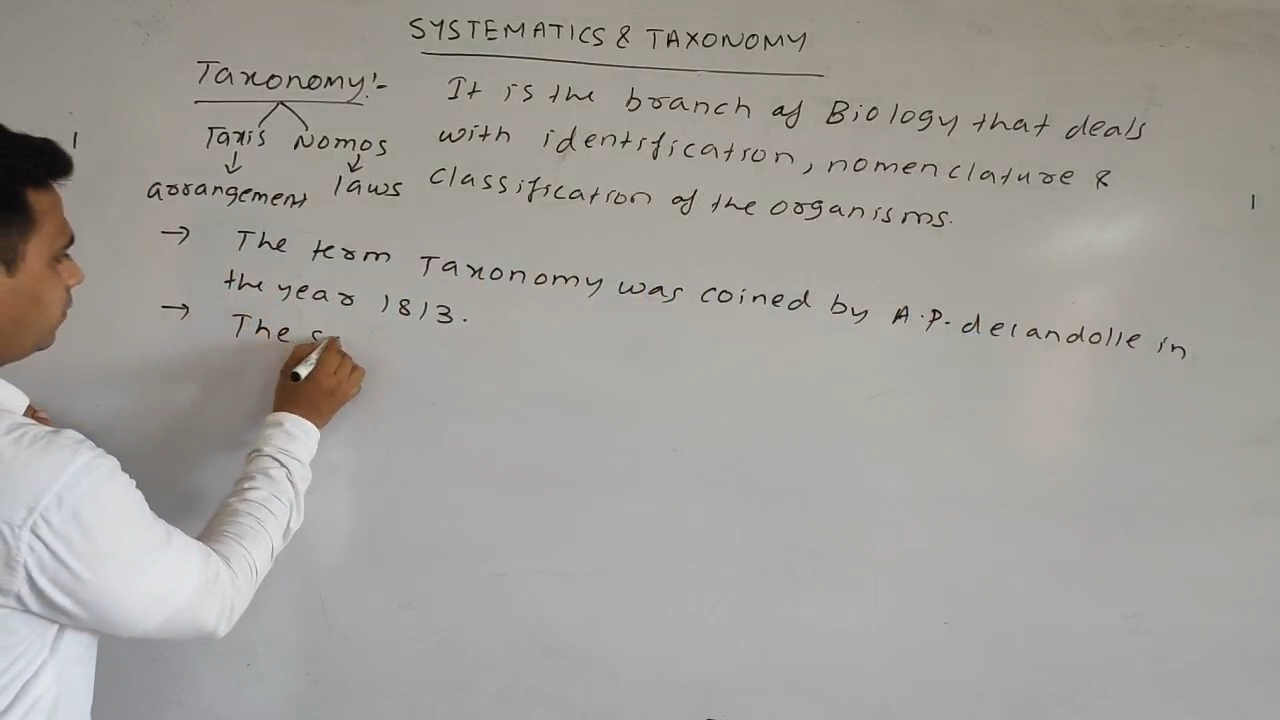 SYSTEMATICS & TAXONOMY
Taxonomy:- It is the branch of Biology that deals
Taxis Nomos with identification, nomenclature &
arrangement laws classification of the organisms.
→ The term Taxonomy was coined by A.P. decandolle in
the year 1813.
→ The